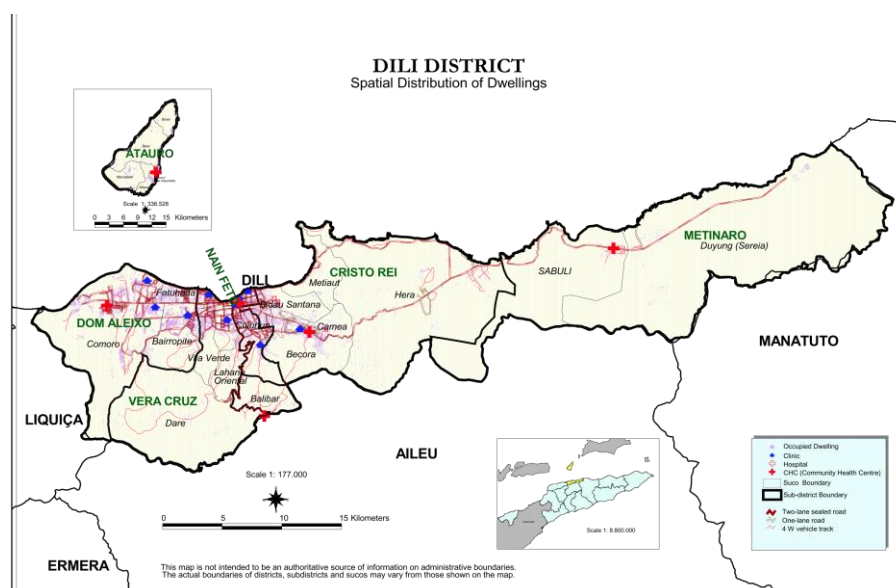 DILI DISTRICT
Spatial Distribution of Dwellings
ATAURO
Scale 1: 336.528
0 3 6 9 12 15 Kilometers
NAIN FET
DILI
CRISTO REI
METINARO
Duyung (Sereia)
SABULI
Metiaut
Hera
Fatuhada
Bidau Santana
Culuhun
Camea
DOM ALEIXO
Comoro
Bairropite
Vila Verde
Becora
Lahane
Oriental
Balibar
VERA CRUZ
Dare
MANATUTO
LIQUIÇA
AILEU
ERMERA
Scale 1: 177.000
0 5 10 15 Kilometers
Scale 1: 8.800.000
Occupied Dwelling
Clinic
Hospital
CHC (Community Health Centre)
Suco Boundary
Sub-district Boundary
Two-lane sealed road
One-lane road
4 W vehicle track
This map is not intended to be an authoritative source of information on administrative boundaries.
The actual boundaries of districts, subdistricts and sucos may vary from those shown on the map.